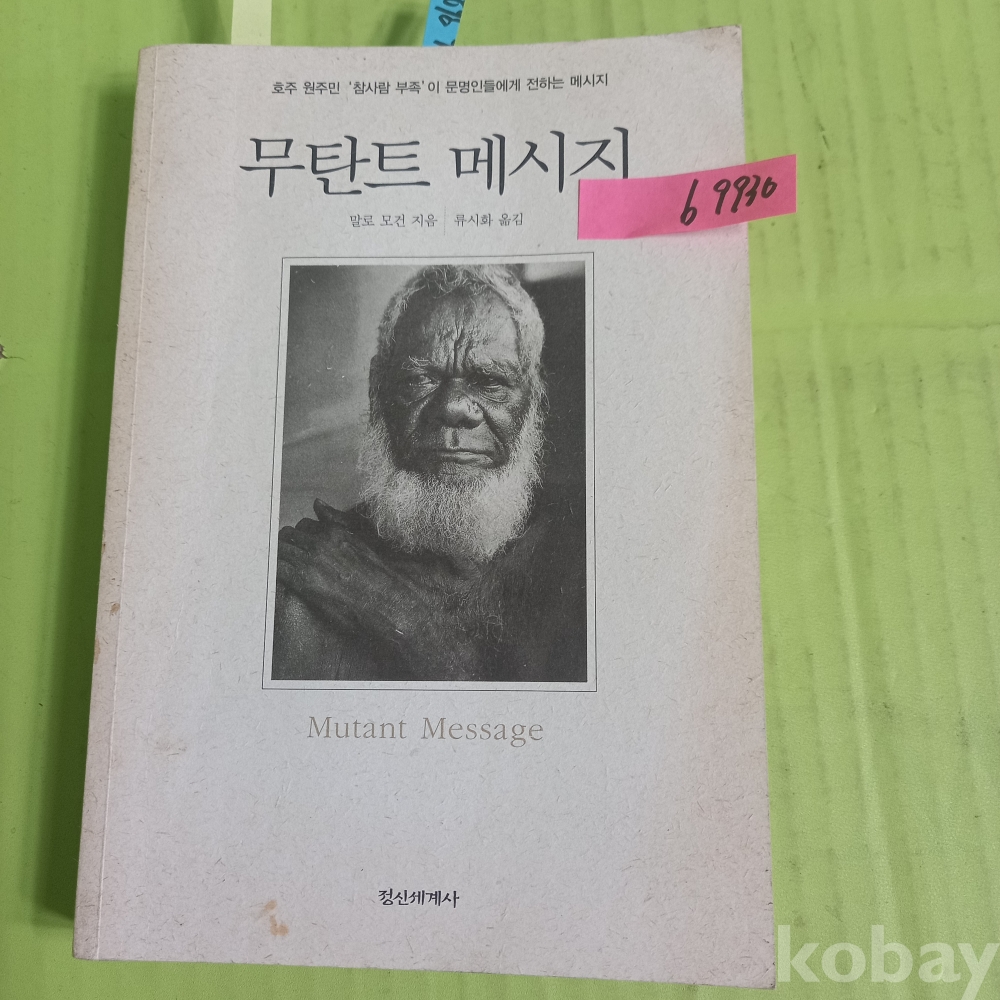 호주 원주민 '참사람 부족'이 문명인들에게 전하는 메시지
무탄트 메시지
b 9930
말로 모건 지음 류시화 옮김
Mutant Message
정신세계사
kobay